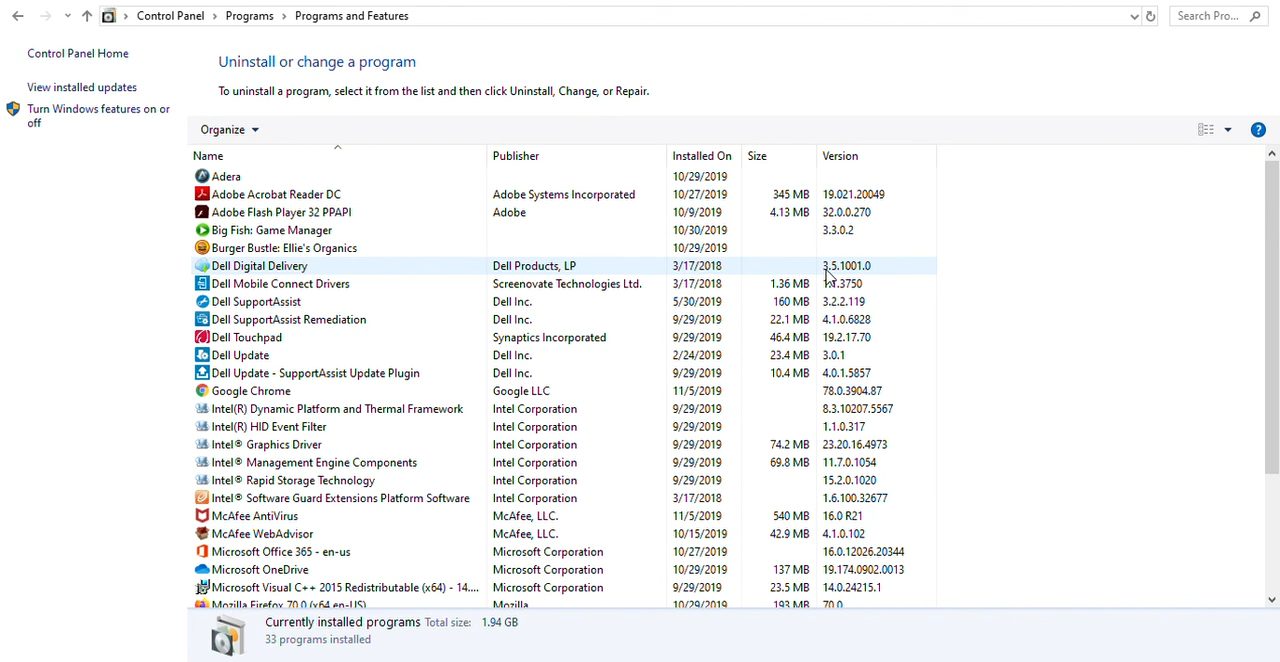 Control Panel > Programs > Programs and Features
Search Pro...
Control Panel Home
View installed updates
Turn Windows features on or
off
Uninstall or change a program
To uninstall a program, select it from the list and then click Uninstall, Change, or Repair.
Organize
Name Publisher Installed On Size Version
Adera 10/29/2019
Adobe Acrobat Reader DC Adobe Systems Incorporated 10/27/2019 345 MB 19.021.20049
Adobe Flash Player 32 PPAPI Adobe 10/9/2019 4.13 MB 32.0.0.270
Big Fish: Game Manager 10/30/2019 3.3.0.2
Burger Bustle: Ellie's Organics 10/29/2019
Dell Digital Delivery Dell Products, LP 3/17/2018 3.5.1001.0
Dell Mobile Connect Drivers Screenovate Technologies Ltd. 3/17/2018 1.36 MB
Dell SupportAssist Dell Inc. 5/30/2019 160 MB 3.2.2.119
Dell SupportAssist Remediation Dell Inc. 9/29/2019 22.1 MB 4.1.0.6828
Dell Touchpad Synaptics Incorporated 9/29/2019 46.4 MB 19.2.17.70
Dell Update Dell Inc. 2/24/2019 23.4 MB 3.0.1
Dell Update - SupportAssist Update Plugin Dell Inc. 9/29/2019 10.4 MB 4.0.1.5857
Google Chrome Google LLC 11/5/2019 78.0.3904.87
Intel(R) Dynamic Platform and Thermal Framework Intel Corporation 9/29/2019 8.3.10207.5567
Intel(R) HID Event Filter Intel Corporation 9/29/2019 1.1.0.317
Intel® Graphics Driver Intel Corporation 9/29/2019 74.2 MB 23.20.16.4973
Intel® Management Engine Components Intel Corporation 9/29/2019 69.8 MB 11.7.0.1054
Intel® Rapid Storage Technology Intel Corporation 9/29/2019 15.2.0.1020
Intel® Software Guard Extensions Platform Software Intel Corporation 3/17/2018 1.6.100.32677
McAfee AntiVirus McAfee, LLC. 11/5/2019 540 MB 16.0 R21
McAfee WebAdvisor McAfee, LLC. 10/15/2019 42.9 MB 4.1.0.102
Microsoft Office 365 - en-us Microsoft Corporation 10/27/2019 16.0.12026.20344
Microsoft OneDrive Microsoft Corporation 10/29/2019 137 MB 19.174.0902.0013
Microsoft Visual C++ 2015 Redistributable (x64) - 14.... Microsoft Corporation 9/29/2019 23.5 MB 14.0.24215.1
Mozilla Firefox 70.0 (x64 en-US) Mozilla 10/29/2019 193 MB 70.0
Currently installed programs Total size: 1.94 GB
33 programs installed